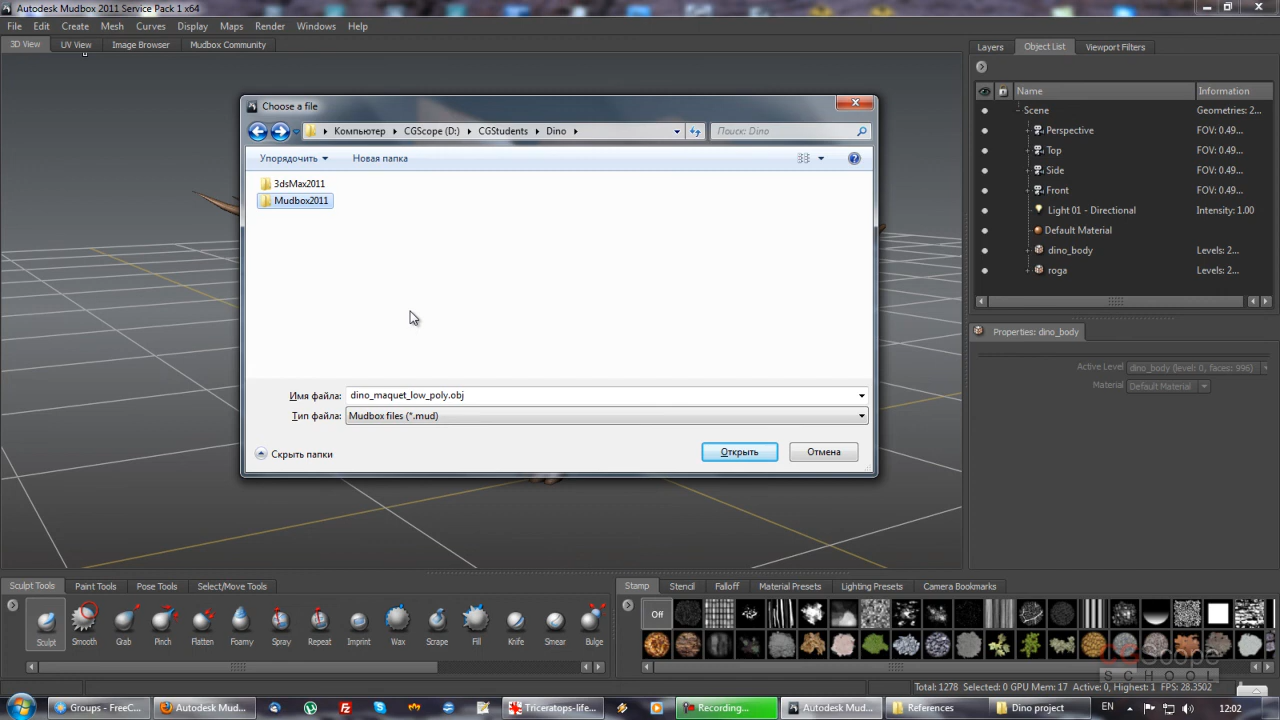 Autodesk Mudbox 2011 Service Pack 1 x64
File Edit Create Mesh Curves Display Maps Render Windows Help
3D View UV View Image Browser Mudbox Community
Layers Object List Viewport Filters
Name Information
Scene Geometries: 2...
Perspective FOV: 0.49...
Top FOV: 0.49...
Side FOV: 0.49...
Front FOV: 0.49...
Light 01 - Directional Intensity: 1.00
Default Material
dino_body Levels: 2...
roga Levels: 2...
Properties: dino_body
Active Level dino_body (level: 0, faces: 996)
Material Default Material
Choose a file
Компьютер CGScope (D:) CGStudents Dino
Поиск: Dino
Упорядочить Новая папка
3dsMax2011
Mudbox2011
Имя файла: dino_maquet_low_poly.obj
Тип файла: Mudbox files (*.mud)
Скрыть папки
Открыть Отмена
Sculpt Tools Paint Tools Pose Tools Select/Move Tools
Sculpt Smooth Grab Pinch Flatten Foamy Spray Repeat Imprint Wax Scrape Fill Knife Smear Bulge
Stamp Stencil Falloff Material Presets Lighting Presets Camera Bookmarks
Off
CGScope
SCHOOL
Total: 1278 Selected: 0 GPU Mem: 17 Active: 0, Highest: 1 FPS: 28.3502
Groups - FreeC... Autodesk Mud... Triceratops-life... Recording... Autodesk Mud... References Dino project EN 12:02